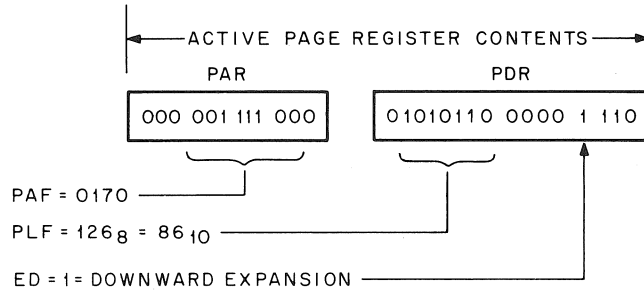 ACTIVE PAGE REGISTER CONTENTS
PAR PDR
000 001 111 000 01010110 0000 1 110
PAF = 0170
PLF = 126₈ = 86₁₀
ED = 1 = DOWNWARD EXPANSION